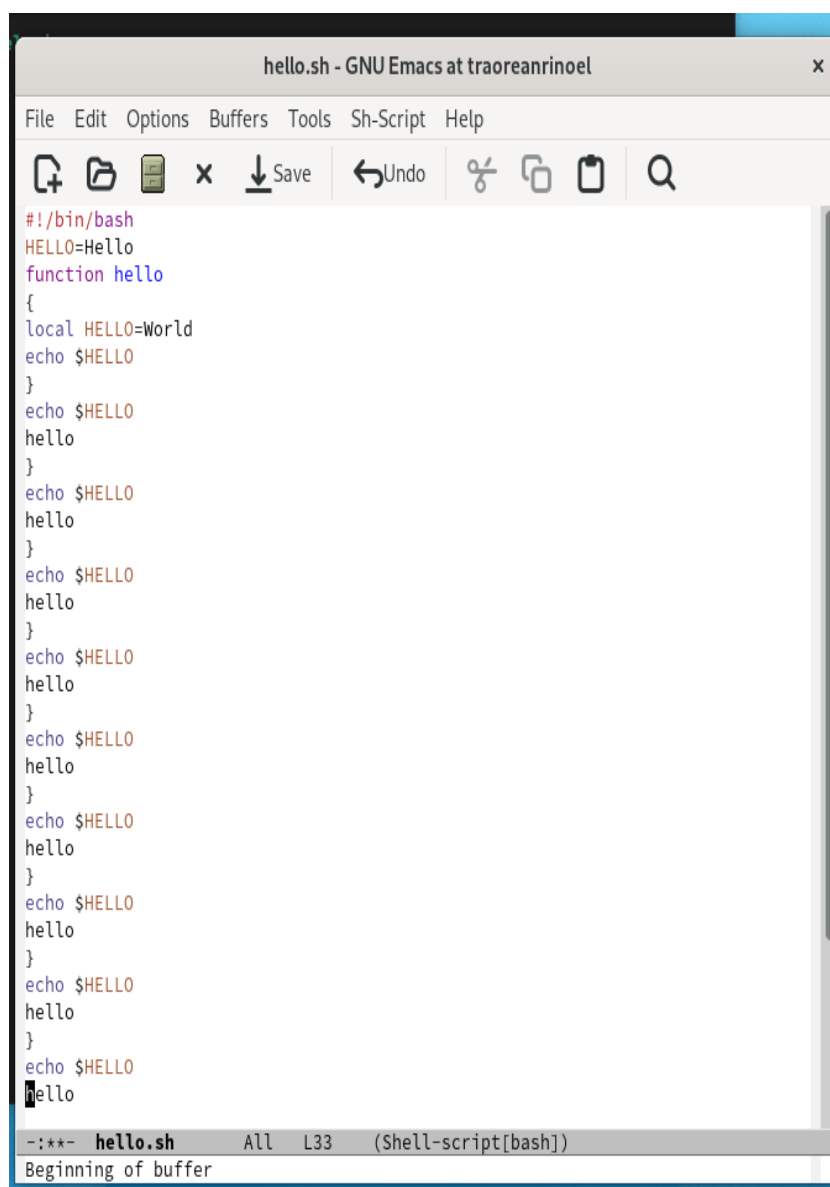 hello.sh - GNU Emacs at traoreanrinoel
File Edit Options Buffers Tools Sh-Script Help
Save Undo
#!/bin/bash
HELLO=Hello
function hello
{
local HELLO=World
echo $HELLO
}
echo $HELLO
hello
}
echo $HELLO
hello
}
echo $HELLO
hello
}
echo $HELLO
hello
}
echo $HELLO
hello
}
echo $HELLO
hello
}
echo $HELLO
hello
}
echo $HELLO
hello
}
echo $HELLO
hello
-:**- hello.sh All L33 (Shell-script[bash])
Beginning of buffer